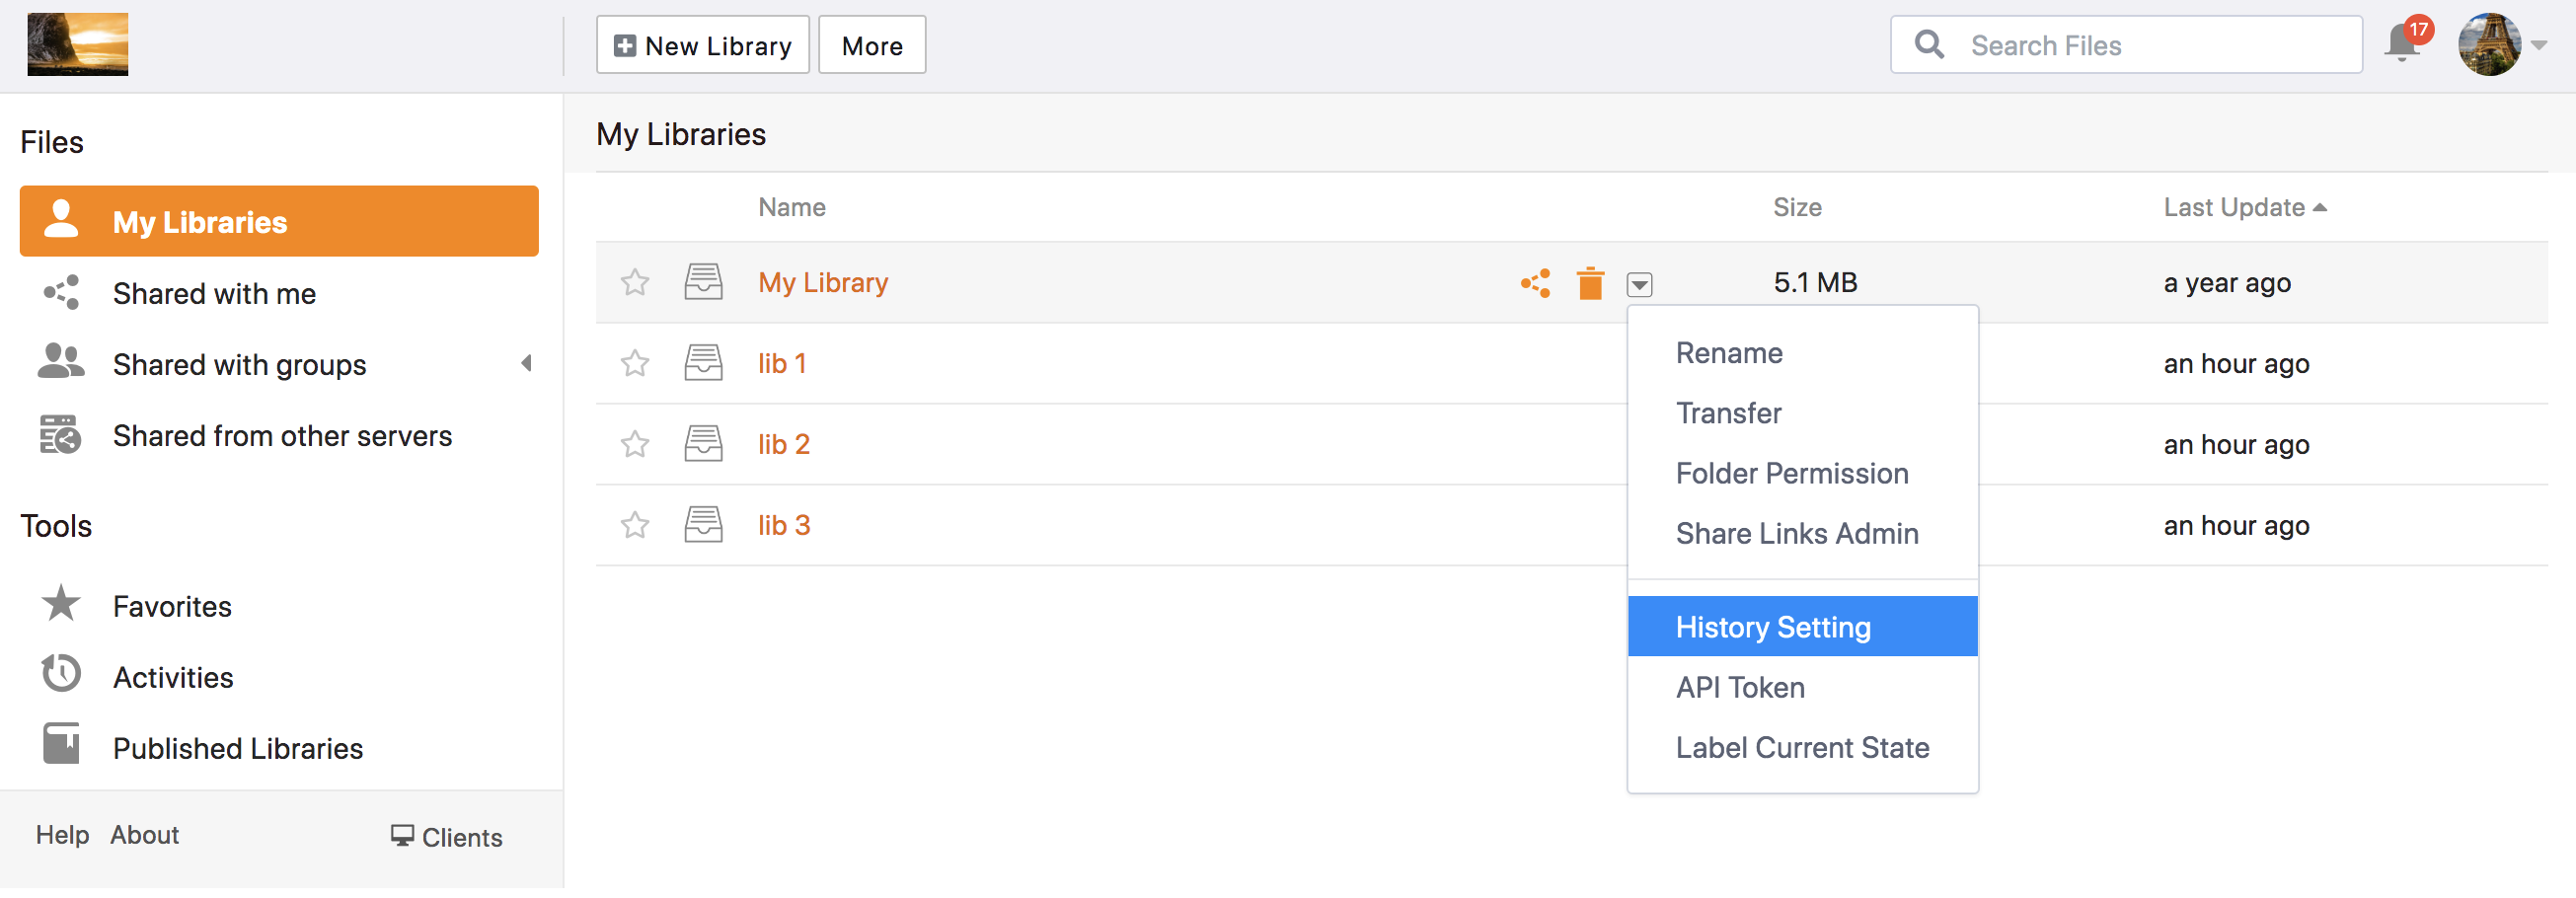 New Library
More
Search Files
17
Files
My Libraries
Shared with me
Shared with groups
Shared from other servers
Tools
Favorites
Activities
Published Libraries
Help About Clients
My Libraries
Name Size Last Update
My Library 5.1 MB a year ago
lib 1 an hour ago
lib 2 an hour ago
lib 3 an hour ago
Rename
Transfer
Folder Permission
Share Links Admin
History Setting
API Token
Label Current State